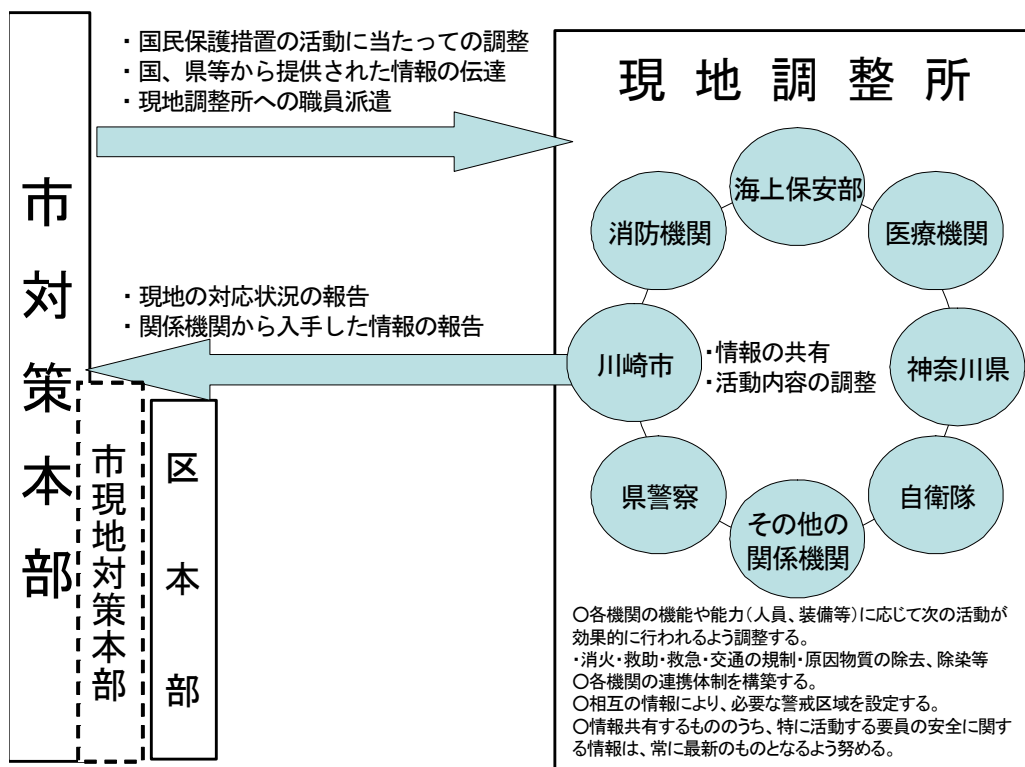 ・国民保護措置の活動に当たっての調整
・国、県等から提供された情報の伝達
・現地調整所への職員派遣
市対策本部
・現地の対応状況の報告
・関係機関から入手した情報の報告
市現地対策本部
区本部
現地調整所
海上保安部
消防機関
医療機関
川崎市
・情報の共有
・活動内容の調整
神奈川県
県警察
自衛隊
その他の
関係機関
〇各機関の機能や能力（人員、装備等）に応じて次の活動が
効果的に行われるよう調整する。
・消火・救助・救急・交通の規制・原因物質の除去、除染等
〇各機関の連携体制を構築する。
〇相互の情報により、必要な警戒区域を設定する。
〇情報共有するもののうち、特に活動する要員の安全に関す
る情報は、常に最新のものとなるよう努める。